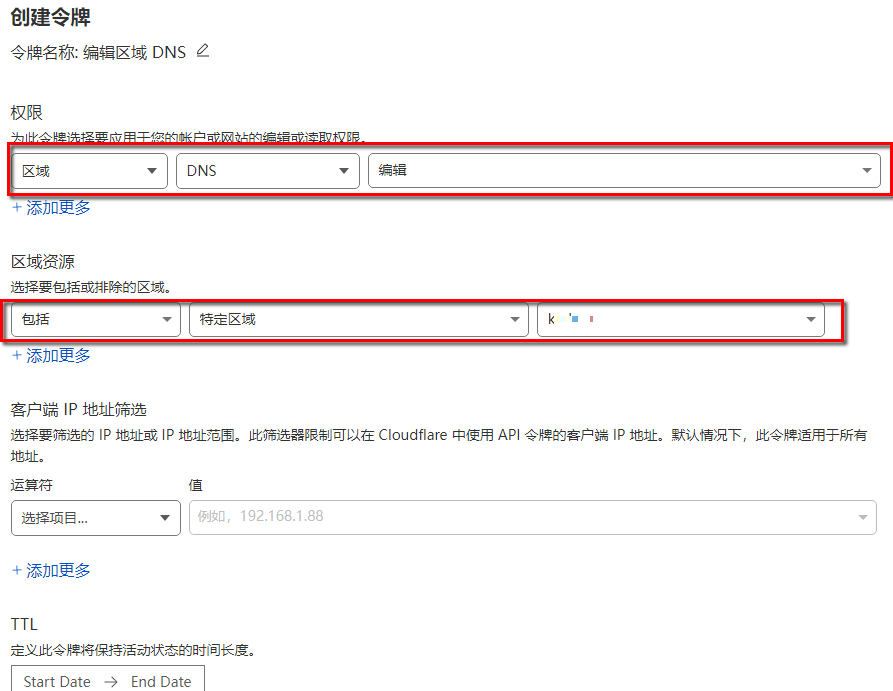 创建令牌
令牌名称: 编辑区域 DNS
权限
为此令牌选择要应用于您的帐户或网站的编辑或读取权限。
区域 DNS 编辑
+ 添加更多
区域资源
选择要包括或排除的区域。
包括 特定区域 k
+ 添加更多
客户端 IP 地址筛选
选择要筛选的 IP 地址或 IP 地址范围。此筛选器限制可以在 Cloudflare 中使用 API 令牌的客户端 IP 地址。默认情况下，此令牌适用于所有
地址。
运算符 值
选择项目... 例如，192.168.1.88
+ 添加更多
TTL
定义此令牌将保持活动状态的时间长度。
Start Date → End Date